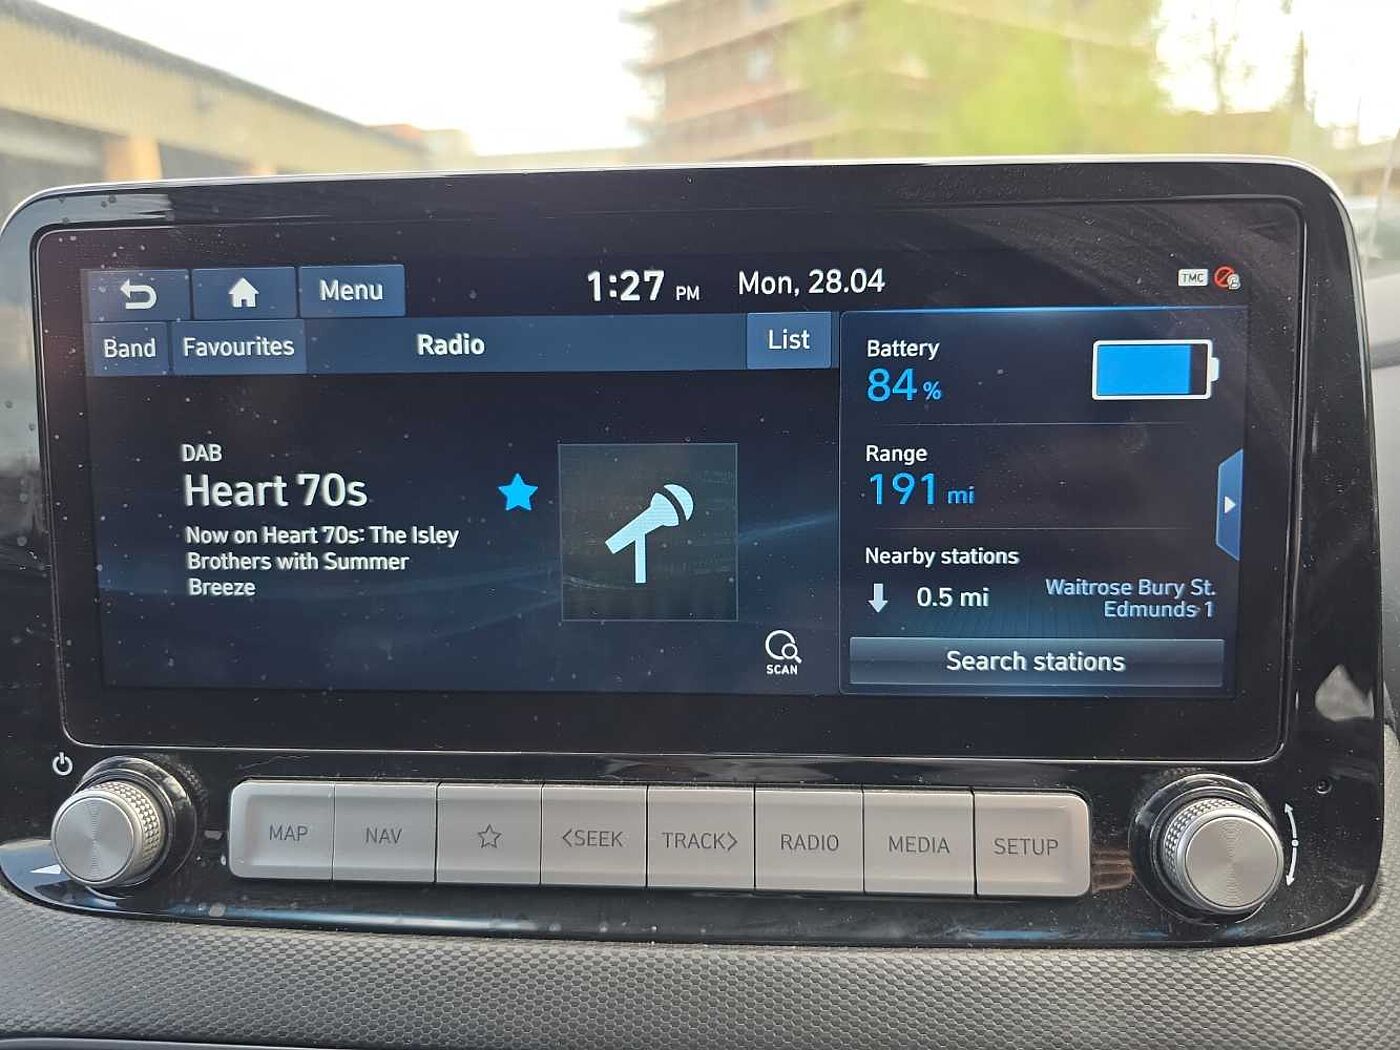 Menu
1:27 PM
Mon, 28.04
TMC
Band
Favourites
Radio
List
DAB
Heart 70s
Now on Heart 70s: The Isley
Brothers with Summer
Breeze
SCAN
Battery
84 %
Range
191 mi
Nearby stations
0.5 mi
Waitrose Bury St.
Edmunds 1
Search stations
MAP
NAV
<SEEK
TRACK>
RADIO
MEDIA
SETUP